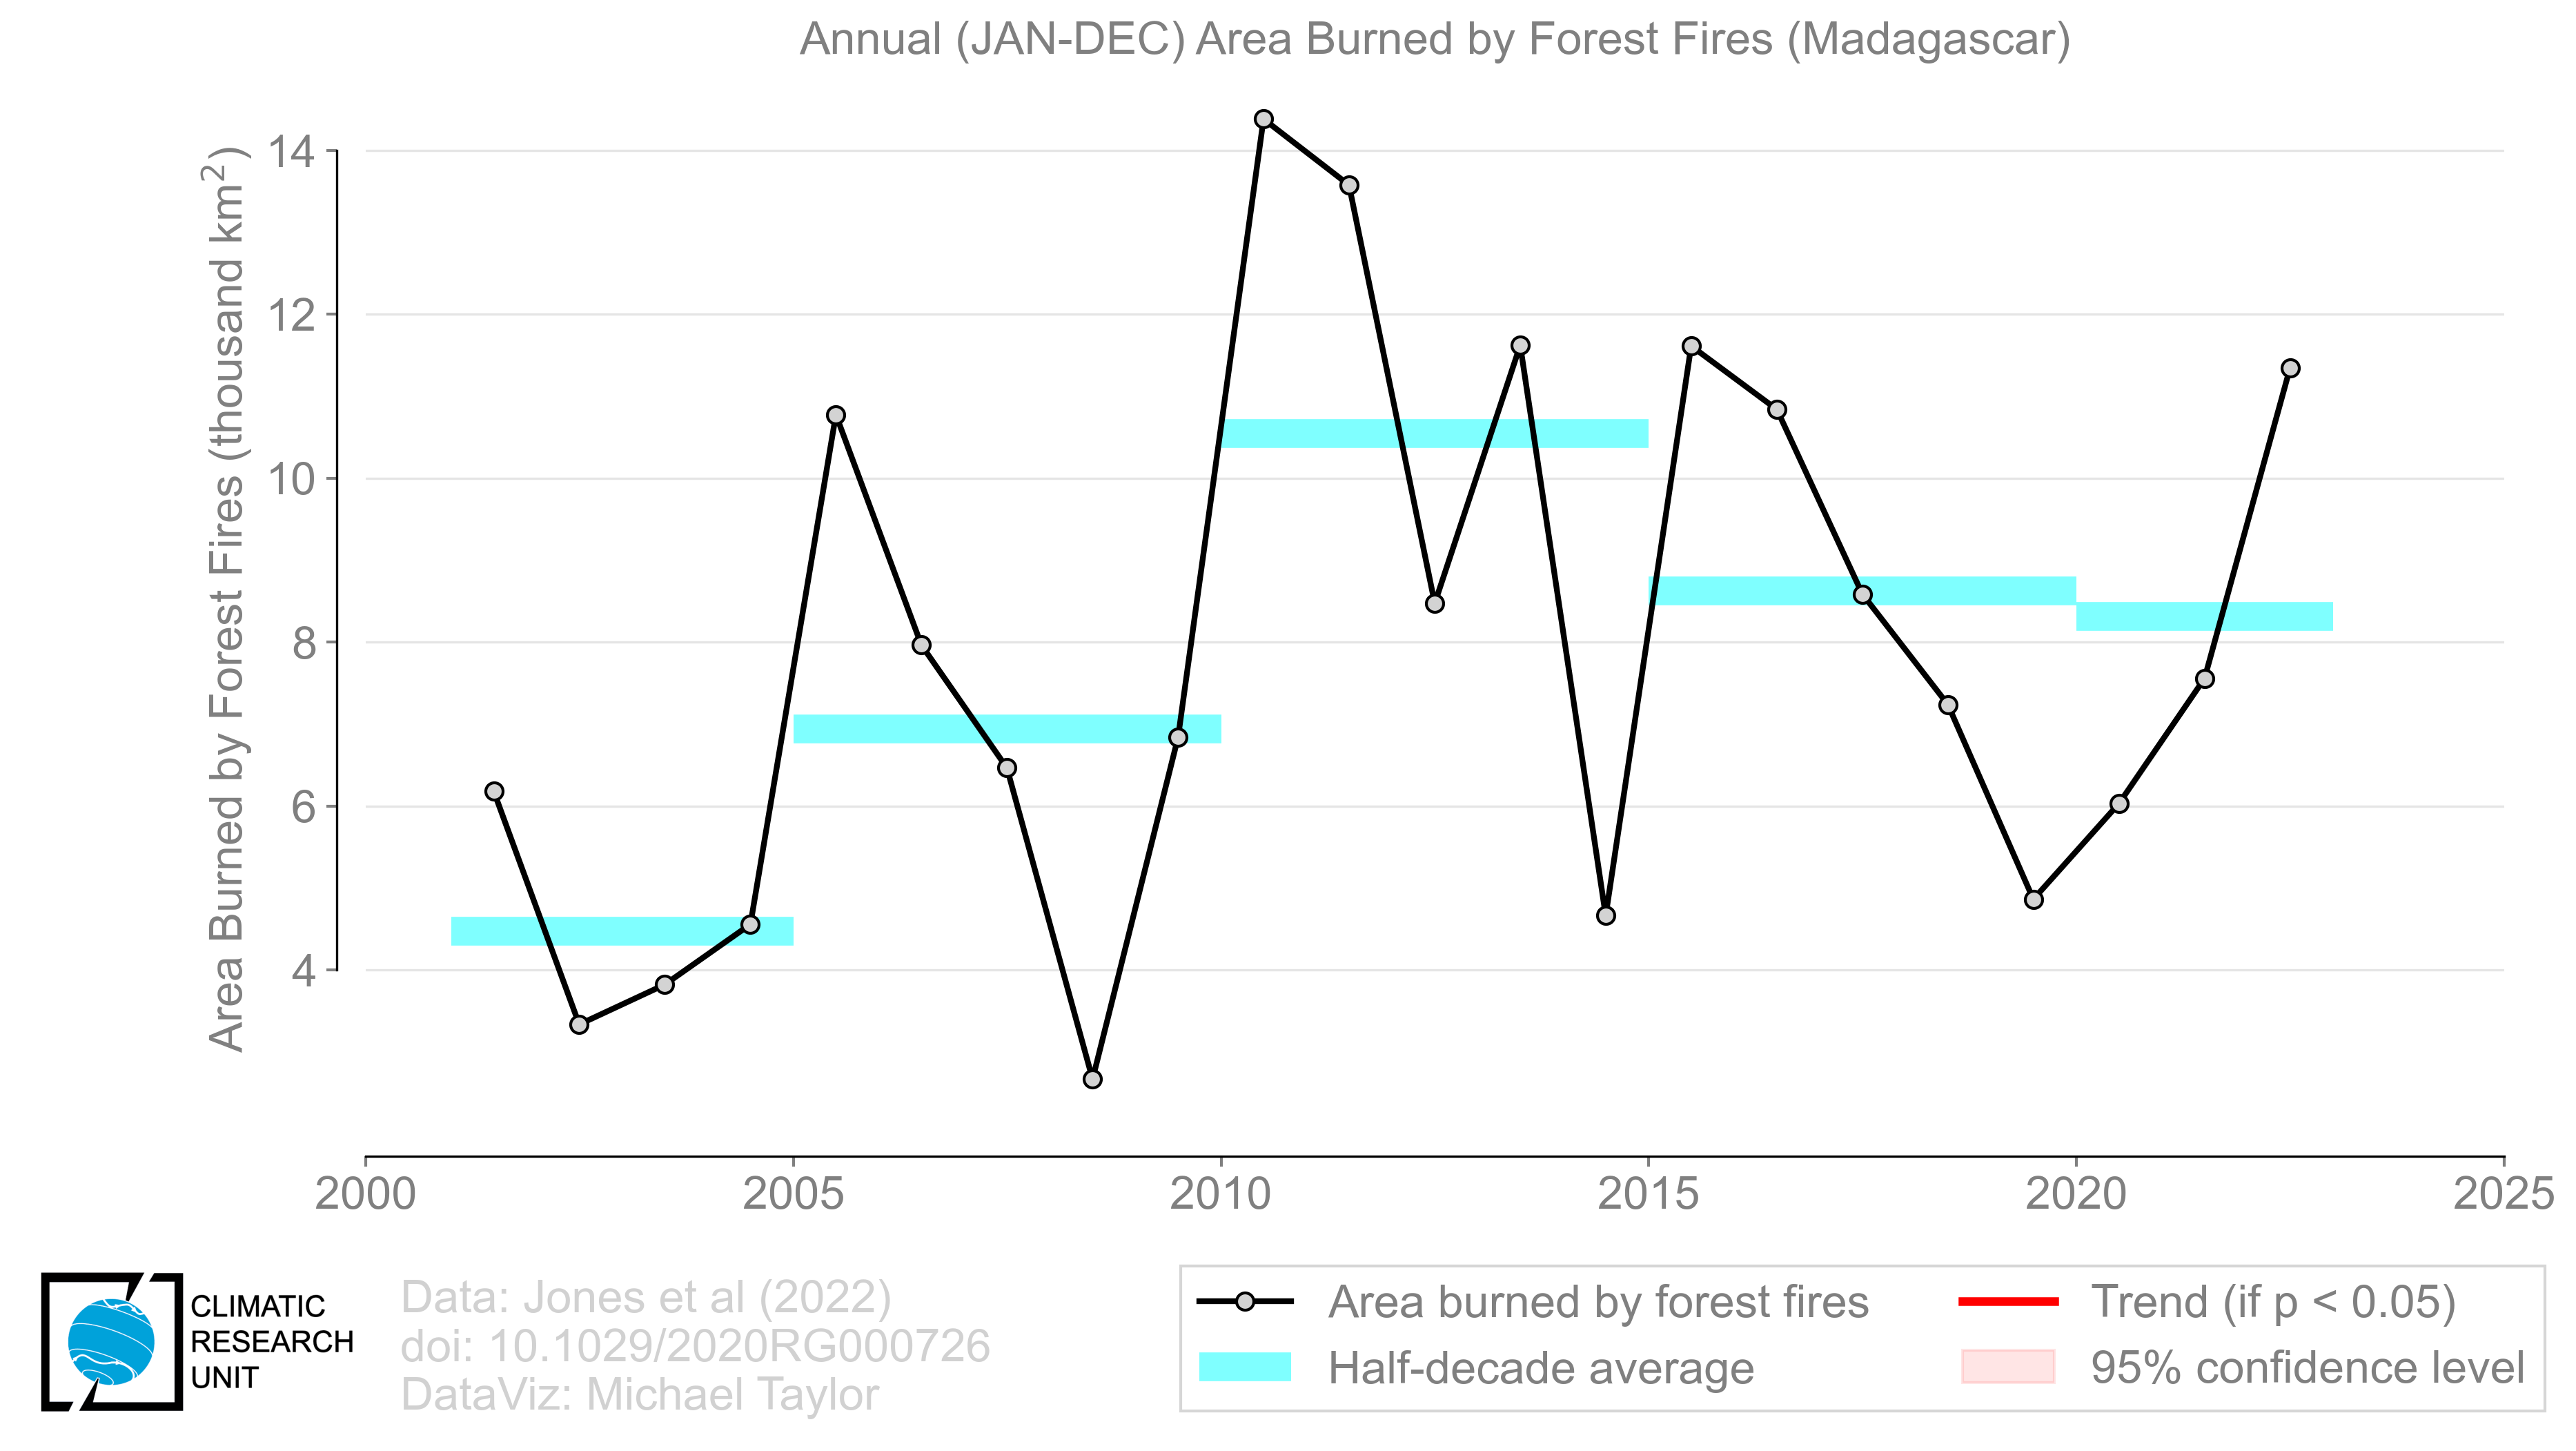 Annual (JAN-DEC) Area Burned by Forest Fires (Madagascar)
Area Burned by Forest Fires (thousand km²)
14
12
10
8
6
4
2000 2005 2010 2015 2020 2025
CLIMATIC
RESEARCH
UNIT
Data: Jones et al (2022)
doi: 10.1029/2020RG000726
DataViz: Michael Taylor
Area burned by forest fires
Half-decade average
Trend (if p < 0.05)
95% confidence level